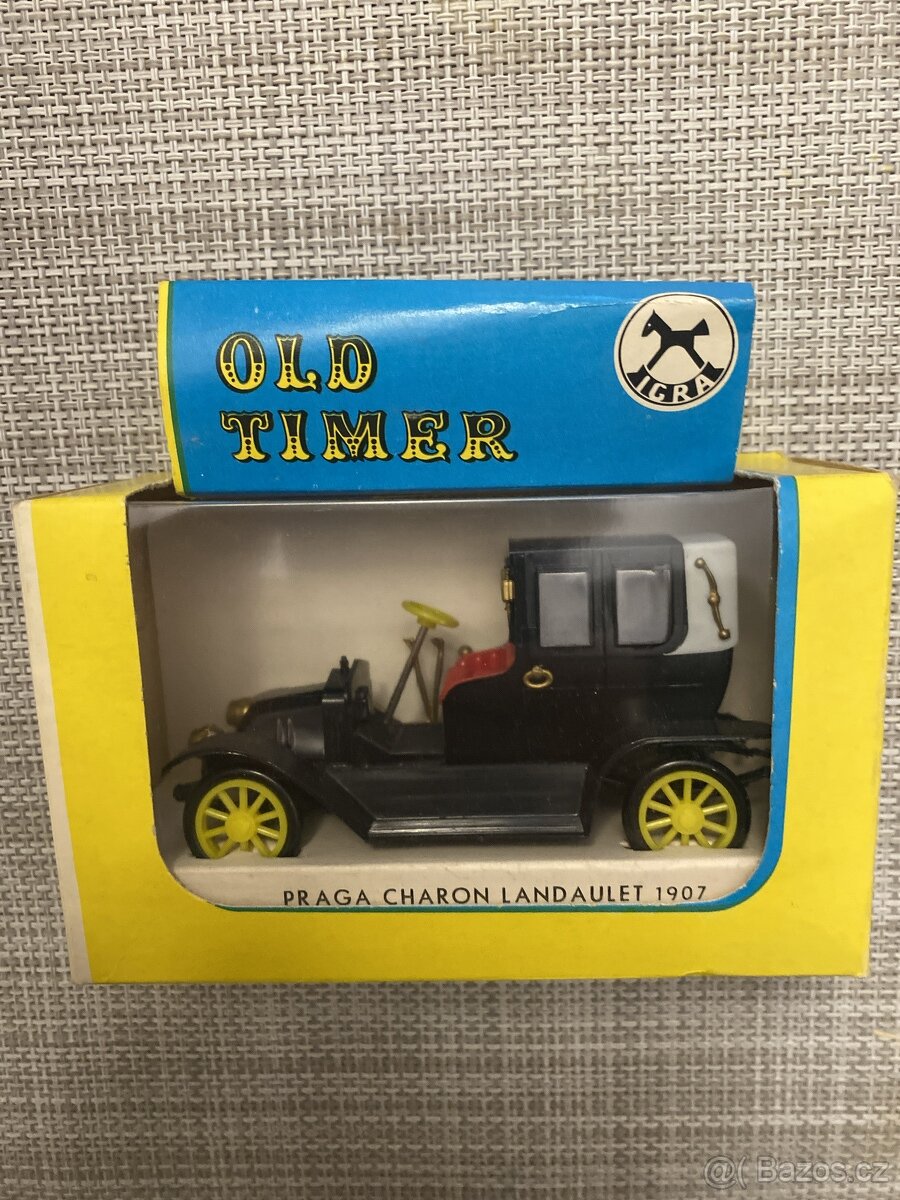 OLD
TIMER
IGRA
PRAGA CHARON LANDAULET 1907
@( Bazos.cz